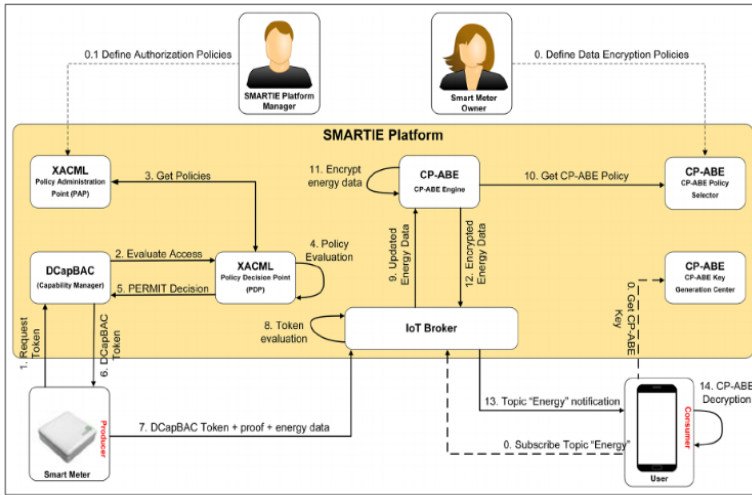 0.1 Define Authorization Policies
0. Define Data Encryption Policies
SMARTIE Platform
Manager
Smart Meter
Owner
SMARTIE Platform
XACML
Policy Administration
Point (PAP)
3. Get Policies
11. Encrypt
energy data
CP-ABE
CP-ABE Engine
10. Get CP-ABE Policy
CP-ABE
CP-ABE Policy
Selector
DCapBAC
(Capability Manager)
2. Evaluate Access
5. PERMIT Decision
XACML
Policy Decision Point
(PDP)
4. Policy
Evaluation
9. Updated
Energy Data
12. Encrypted
Energy Data
CP-ABE
CP-ABE Key
Generation Center
0. Get CP-ABE
Key
8. Token
evaluation
IoT Broker
1. Request
Token
6. DCapBAC
Token
Producer
Smart Meter
7. DCapBAC Token + proof + energy data
13. Topic "Energy" notification
0. Subscribe Topic "Energy"
Consumer
User
14. CP-ABE
Decryption